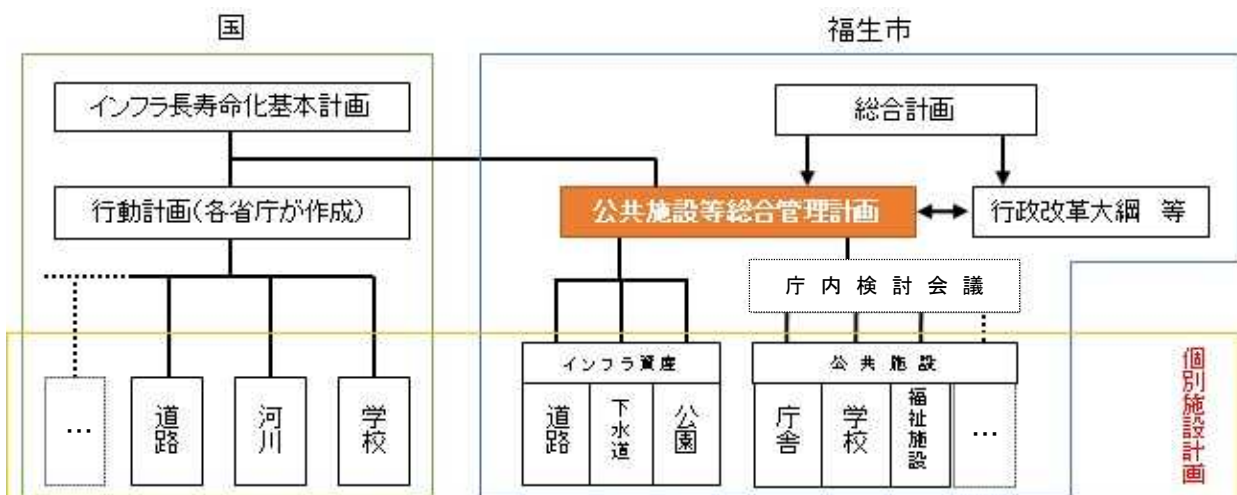 国
福生市
インフラ長寿命化基本計画
総合計画
行動計画(各省庁が作成)
公共施設等総合管理計画
行政改革大綱　等
庁内検討会議
インフラ資産
公共施設
…
道路
河川
学校
道路
下水道
公園
庁舎
学校
福祉施設
…
個別施設計画